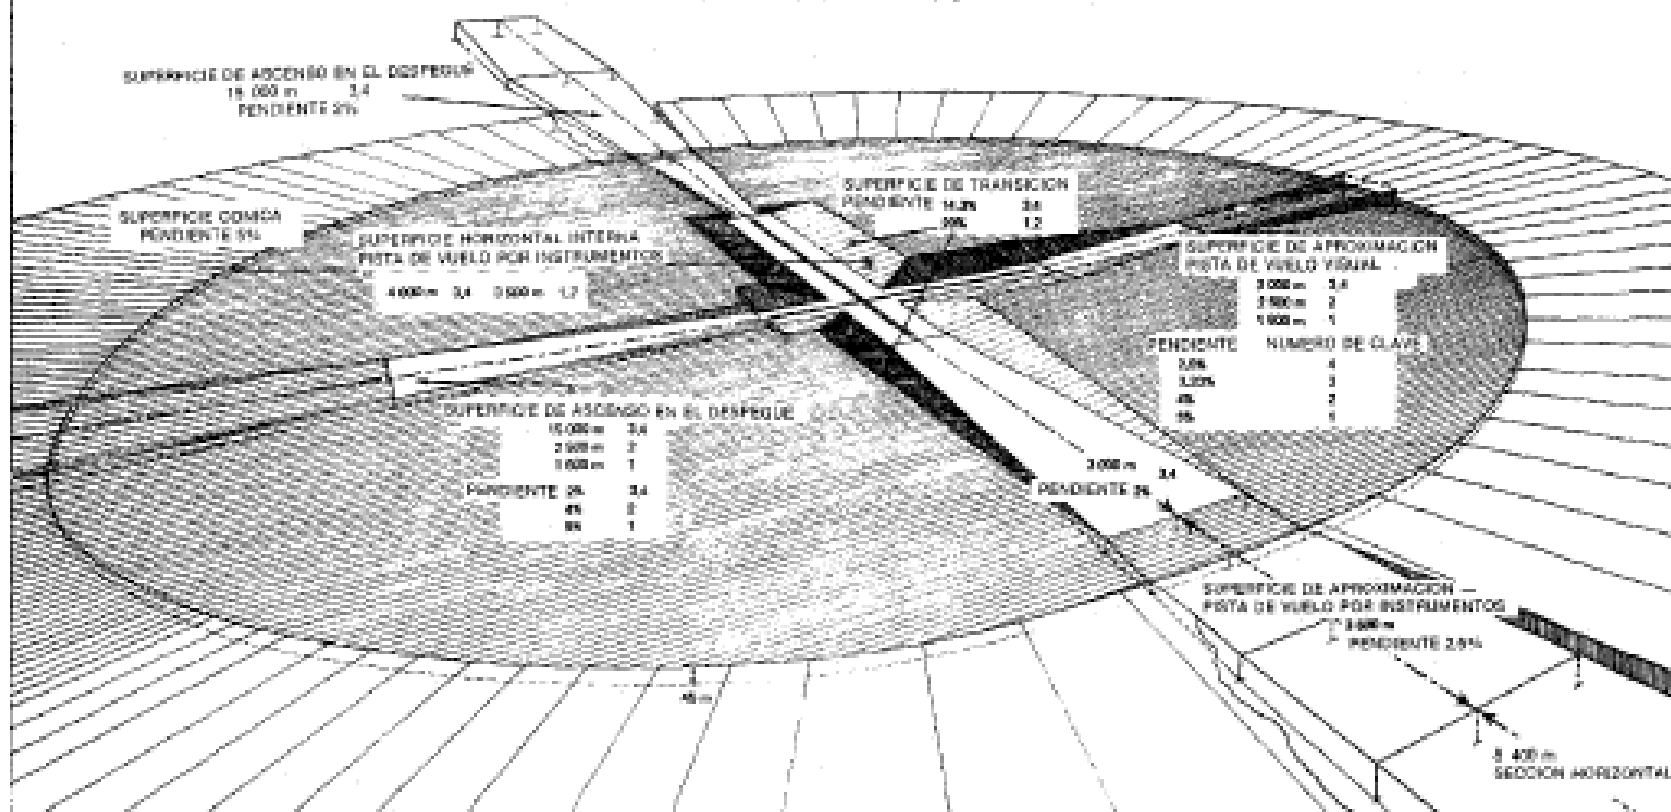 SUPERFICIE DE ASCENSO EN EL DESPEGUE
15 000 m 3,4
PENDIENTE 2%
SUPERFICIE CONICA
PENDIENTE 5%
SUPERFICIE HORIZONTAL INTERNA
PISTA DE VUELO POR INSTRUMENTOS
4 000 m 3,4 3 500 m 1,2
SUPERFICIE DE TRANSICION
PENDIENTE 14,3% 3,4
20% 1,2
SUPERFICIE DE APROXIMACION
PISTA DE VUELO VISUAL
3 000 m 3,4
2 500 m 2
1 600 m 1
PENDIENTE NUMERO DE CLAVE
2,5% 4
3,33% 3
4% 2
5% 1
SUPERFICIE DE ASCENSO EN EL DESPEGUE
15 000 m 3,4
2 500 m 2
1 600 m 1
PENDIENTE 2% 3,4
4% 2
5% 1
3 000 m 3,4
PENDIENTE 2%
SUPERFICIE DE APROXIMACION
PISTA DE VUELO POR INSTRUMENTOS
3 600 m
PENDIENTE 2,5%
45 m
8 400 m
SECCION HORIZONTAL